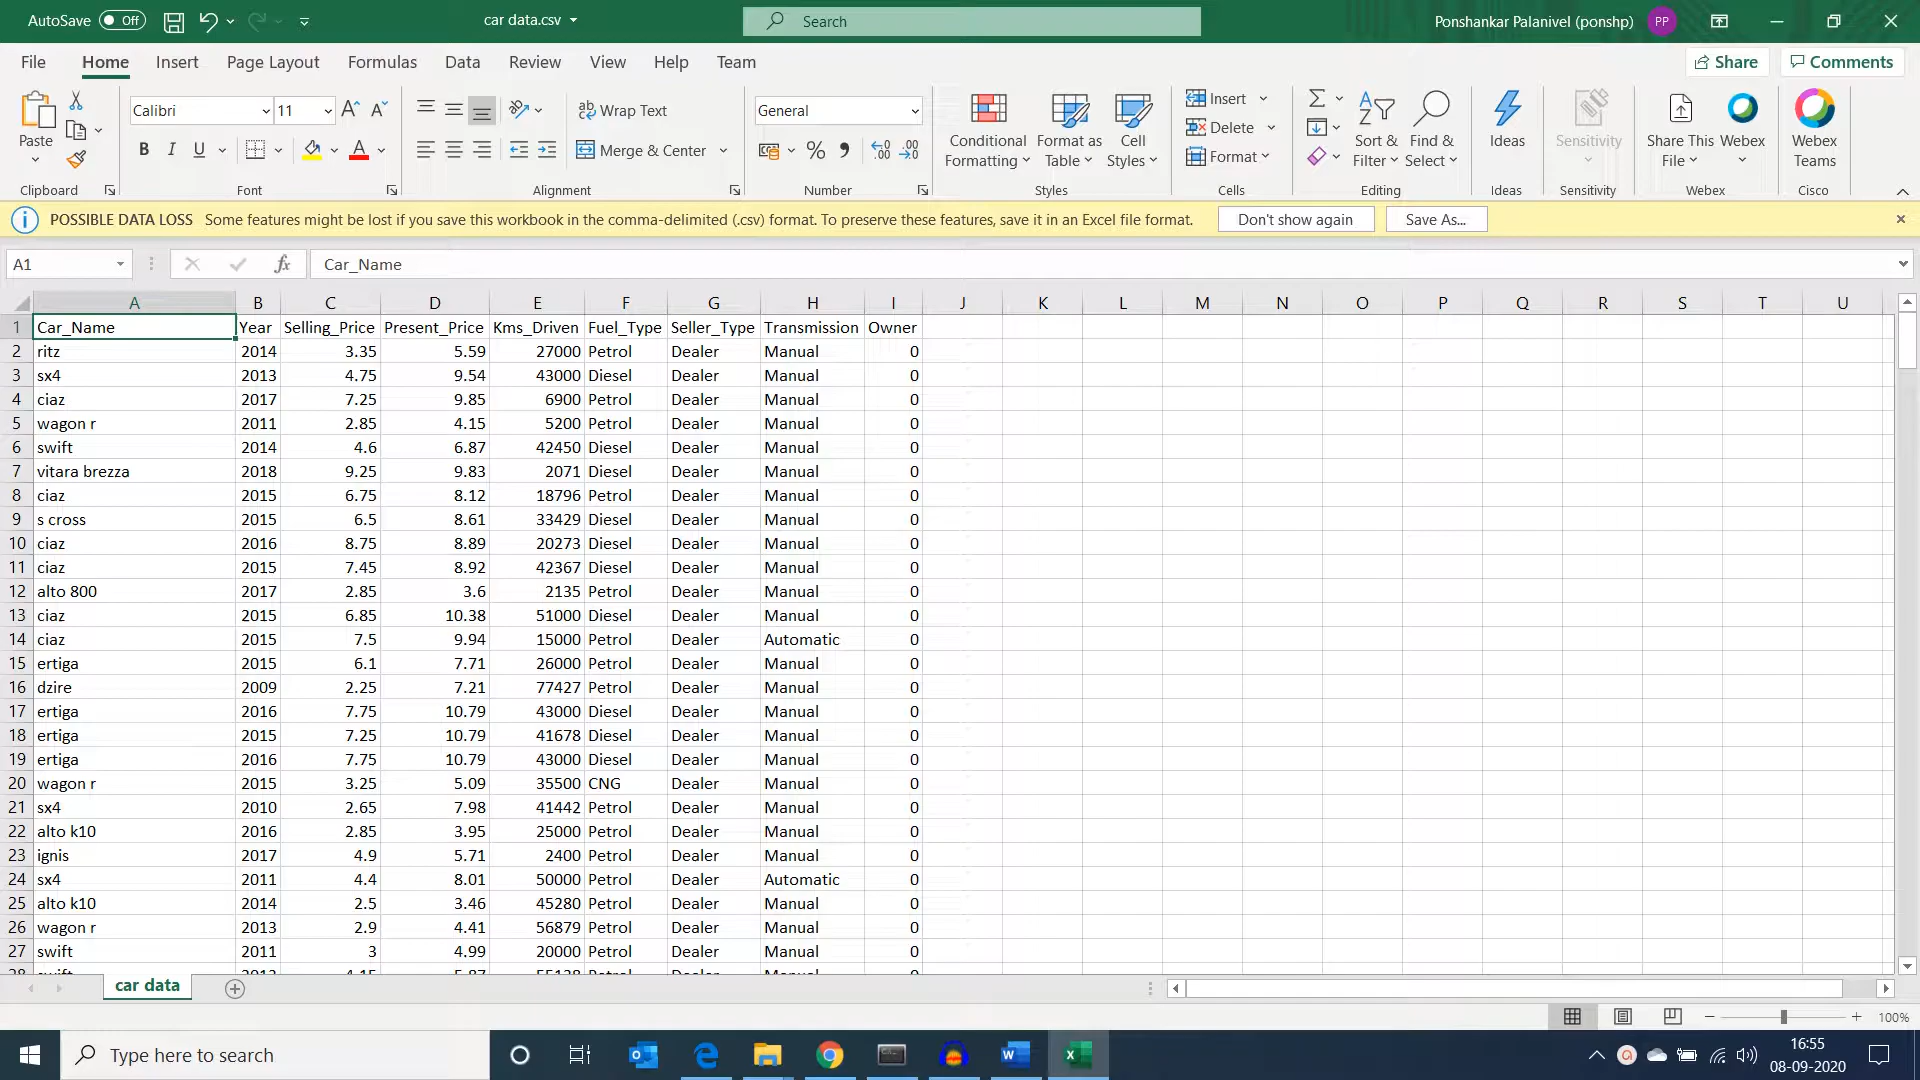 AutoSave Off car data.csv Search Ponshankar Palanivel (ponshp) PP
File Home Insert Page Layout Formulas Data Review View Help Team Share Comments
Paste Calibri 11 Wrap Text General Conditional Formatting Format as Table Cell Styles Insert Sort & Filter Find & Select Ideas Sensitivity Share This File Webex Webex Teams
B I U Merge & Center % Delete Format
Clipboard Font Alignment Number Styles Cells Editing Ideas Sensitivity Webex Cisco
POSSIBLE DATA LOSS Some features might be lost if you save this workbook in the comma-delimited (.csv) format. To preserve these features, save it in an Excel file format. Don't show again Save As...
A1 fx Car_Name
A B C D E F G H I J K L M N O P Q R S T U
1 Car_Name Year Selling_Price Present_Price Kms_Driven Fuel_Type Seller_Type Transmission Owner
2 ritz 2014 3.35 5.59 27000 Petrol Dealer Manual 0
3 sx4 2013 4.75 9.54 43000 Diesel Dealer Manual 0
4 ciaz 2017 7.25 9.85 6900 Petrol Dealer Manual 0
5 wagon r 2011 2.85 4.15 5200 Petrol Dealer Manual 0
6 swift 2014 4.6 6.87 42450 Diesel Dealer Manual 0
7 vitara brezza 2018 9.25 9.83 2071 Diesel Dealer Manual 0
8 ciaz 2015 6.75 8.12 18796 Petrol Dealer Manual 0
9 s cross 2015 6.5 8.61 33429 Diesel Dealer Manual 0
10 ciaz 2016 8.75 8.89 20273 Diesel Dealer Manual 0
11 ciaz 2015 7.45 8.92 42367 Diesel Dealer Manual 0
12 alto 800 2017 2.85 3.6 2135 Petrol Dealer Manual 0
13 ciaz 2015 6.85 10.38 51000 Diesel Dealer Manual 0
14 ciaz 2015 7.5 9.94 15000 Petrol Dealer Automatic 0
15 ertiga 2015 6.1 7.71 26000 Petrol Dealer Manual 0
16 dzire 2009 2.25 7.21 77427 Petrol Dealer Manual 0
17 ertiga 2016 7.75 10.79 43000 Diesel Dealer Manual 0
18 ertiga 2015 7.25 10.79 41678 Diesel Dealer Manual 0
19 ertiga 2016 7.75 10.79 43000 Diesel Dealer Manual 0
20 wagon r 2015 3.25 5.09 35500 CNG Dealer Manual 0
21 sx4 2010 2.65 7.98 41442 Petrol Dealer Manual 0
22 alto k10 2016 2.85 3.95 25000 Petrol Dealer Manual 0
23 ignis 2017 4.9 5.71 2400 Petrol Dealer Manual 0
24 sx4 2011 4.4 8.01 50000 Petrol Dealer Automatic 0
25 alto k10 2014 2.5 3.46 45280 Petrol Dealer Manual 0
26 wagon r 2013 2.9 4.41 56879 Petrol Dealer Manual 0
27 swift 2011 3 4.99 20000 Petrol Dealer Manual 0
car data
100%
Type here to search 16:55
08-09-2020